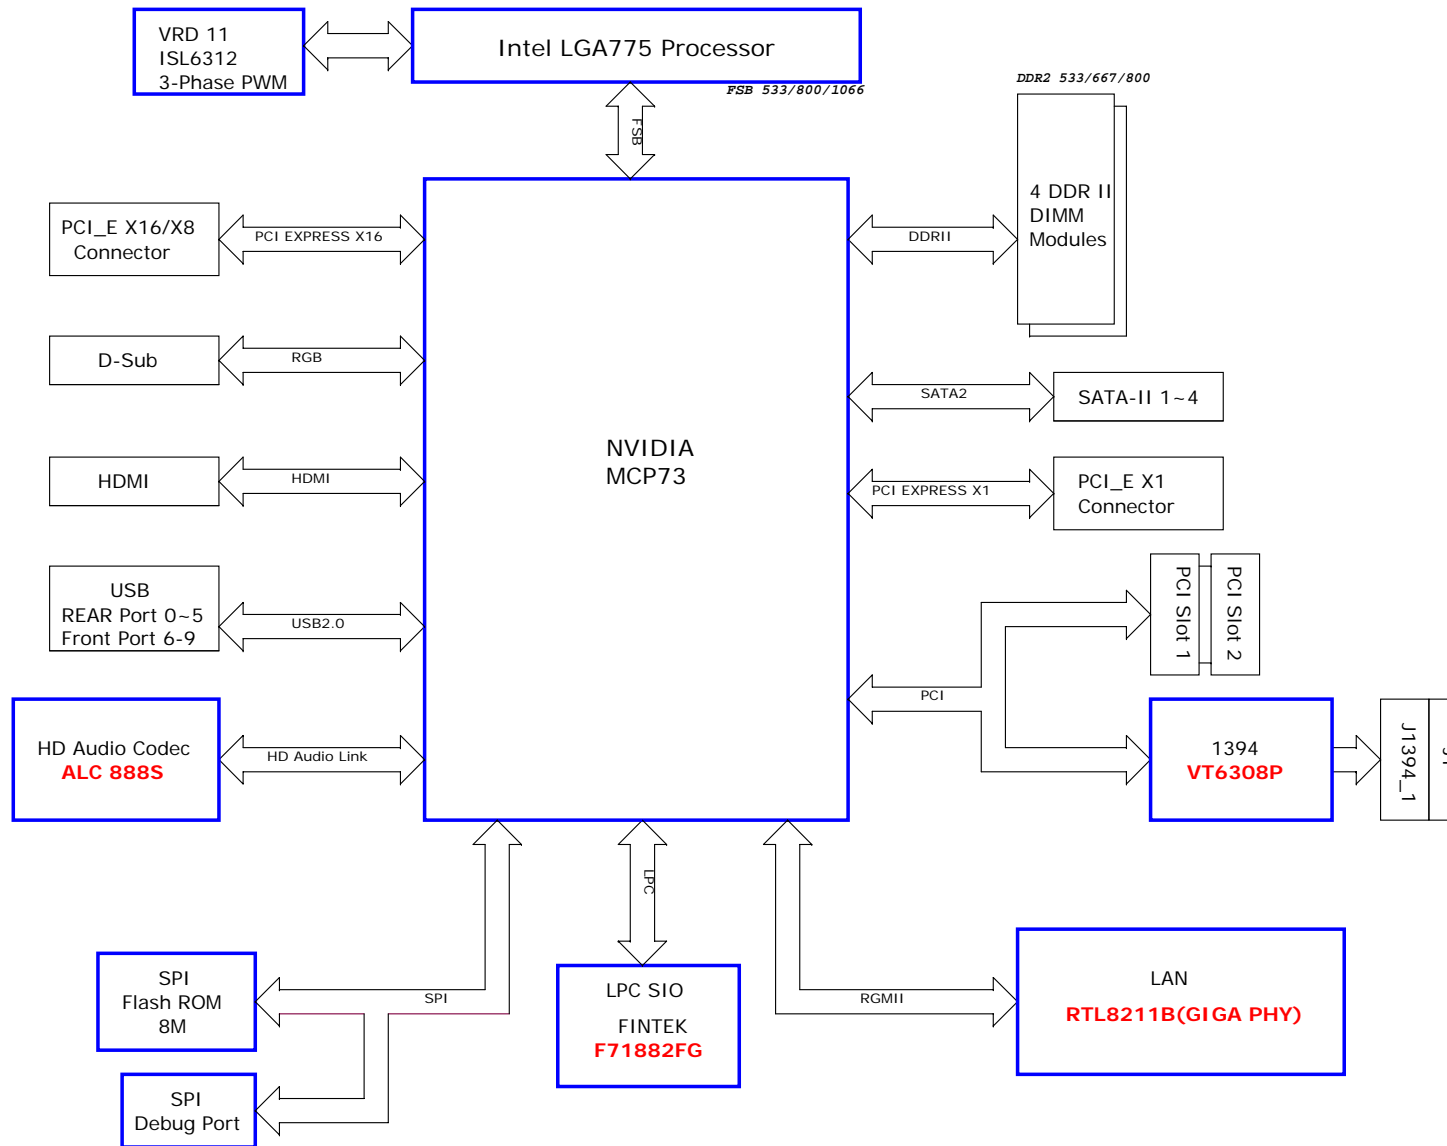 VRD 11
ISL6312
3-Phase PWM
Intel LGA775 Processor
FSB 533/800/1066
FSB
DDR2 533/667/800
4 DDR II
DIMM
Modules
DDRII
PCI_E X16/X8
Connector
PCI EXPRESS X16
D-Sub
RGB
SATA2
SATA-II 1~4
NVIDIA
MCP73
HDMI
HDMI
PCI EXPRESS X1
PCI_E X1
Connector
USB
REAR Port 0~5
Front Port 6-9
USB2.0
PCI Slot 1
PCI Slot 2
PCI
HD Audio Codec
ALC 888S
HD Audio Link
1394
VT6308P
J1394_1
LPC
SPI
Flash ROM
8M
SPI
LPC SIO
FINTEK
F71882FG
RGMII
LAN
RTL8211B(GIGA PHY)
SPI
Debug Port